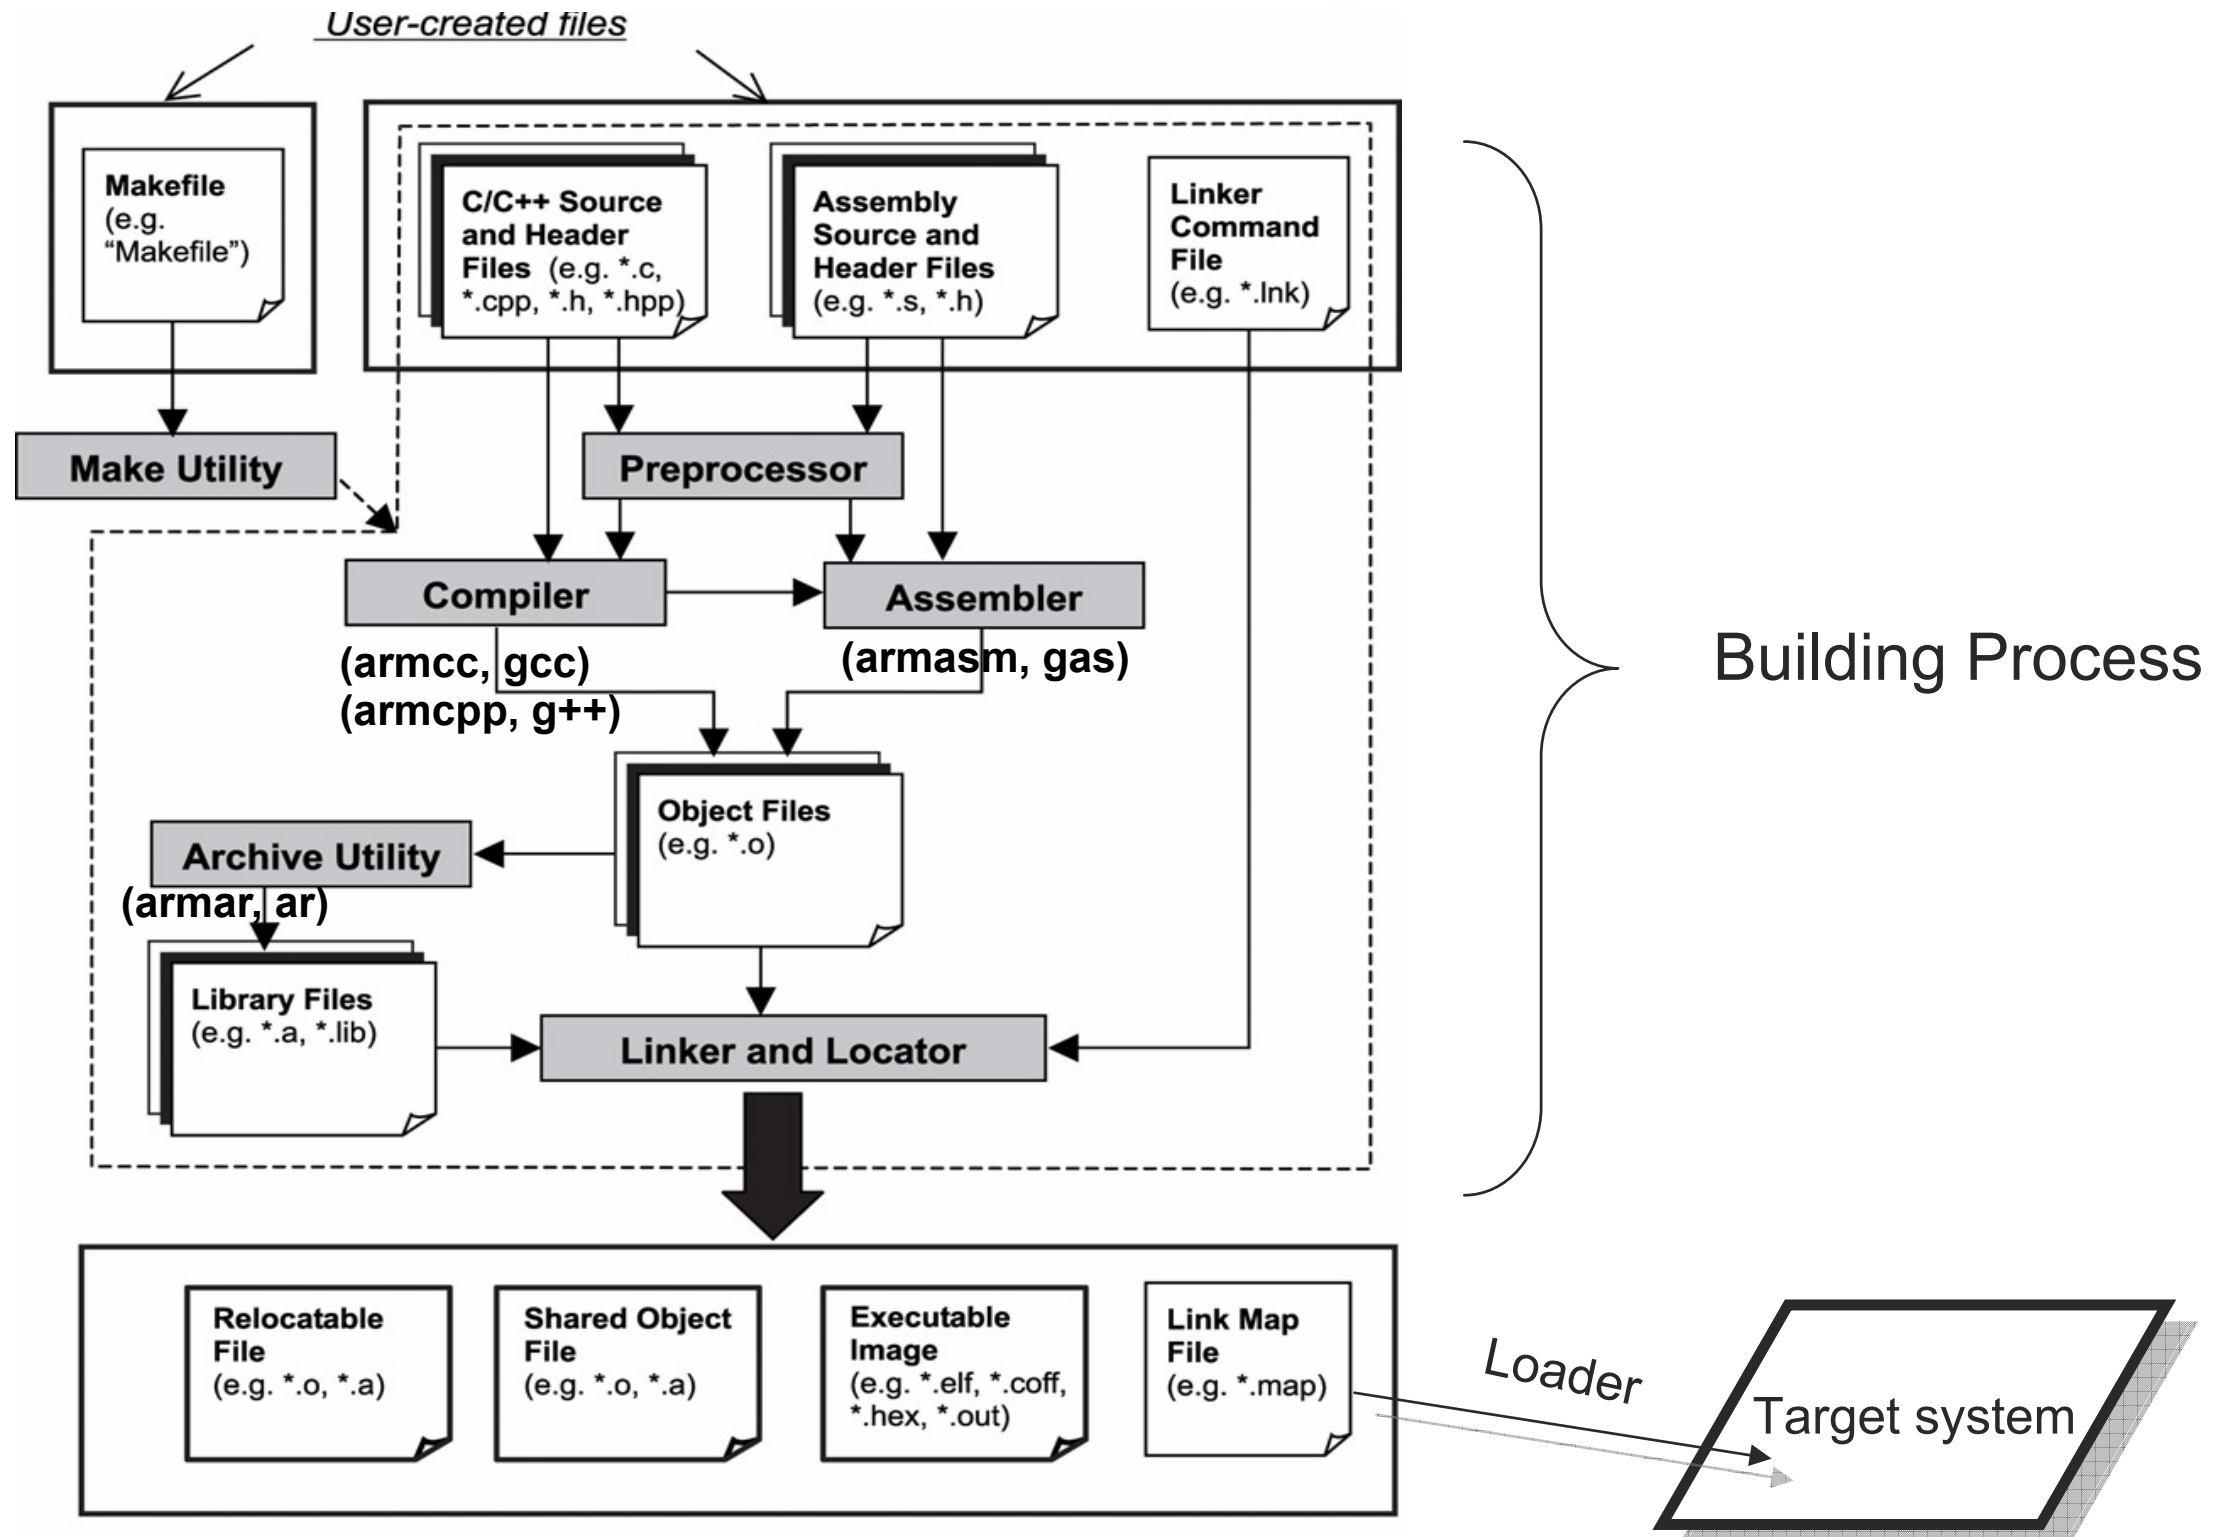 User-created files
Makefile
(e.g.
“Makefile”)
C/C++ Source
and Header
Files (e.g. *.c,
*.cpp, *.h, *.hpp)
Assembly
Source and
Header Files
(e.g. *.s, *.h)
Linker
Command
File
(e.g. *.lnk)
Make Utility
Preprocessor
Compiler
Assembler
(armcc, gcc)
(armcpp, g++)
(armasm, gas)
Building Process
Object Files
(e.g. *.o)
Archive Utility
(armar, ar)
Library Files
(e.g. *.a, *.lib)
Linker and Locator
Relocatable
File
(e.g. *.o, *.a)
Shared Object
File
(e.g. *.o, *.a)
Executable
Image
(e.g. *.elf, *.coff,
*.hex, *.out)
Link Map
File
(e.g. *.map)
Loader
Target system